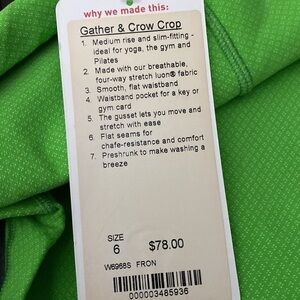 why we made this:
Gather & Crow Crop
1. Medium rise and slim-fitting -
ideal for yoga, the gym and
Pilates
2. Made with our breathable,
four-way stretch luon® fabric
3. Smooth, flat waistband
4. Waistband pocket for a key or
gym card
5. The gusset lets you move and
stretch with ease
6. Flat seams for
chafe-resistance and comfort
7. Preshrunk to make washing a
breeze
SIZE
6 $78.00
W6968S FRON
000003485936